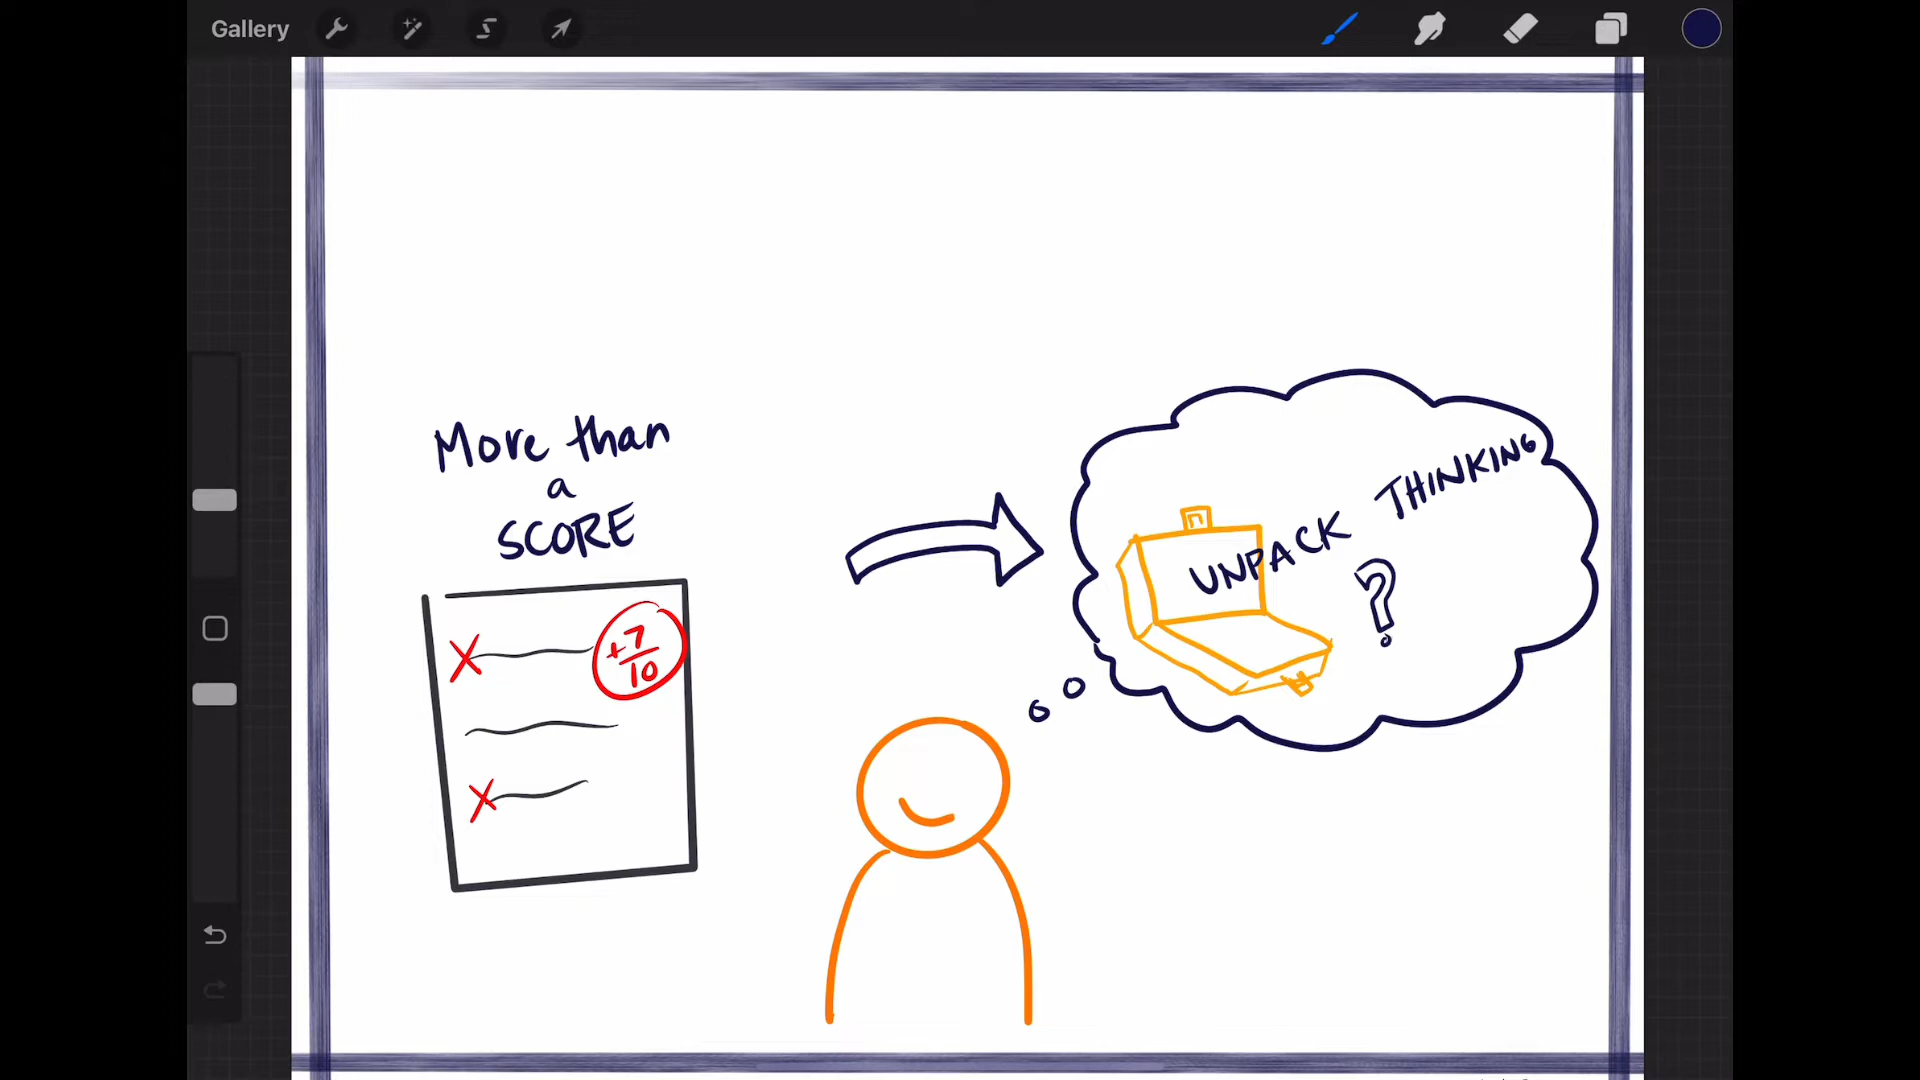 Gallery
More than
a
SCORE
X
+7
10
X
UNPACK THINKING
?